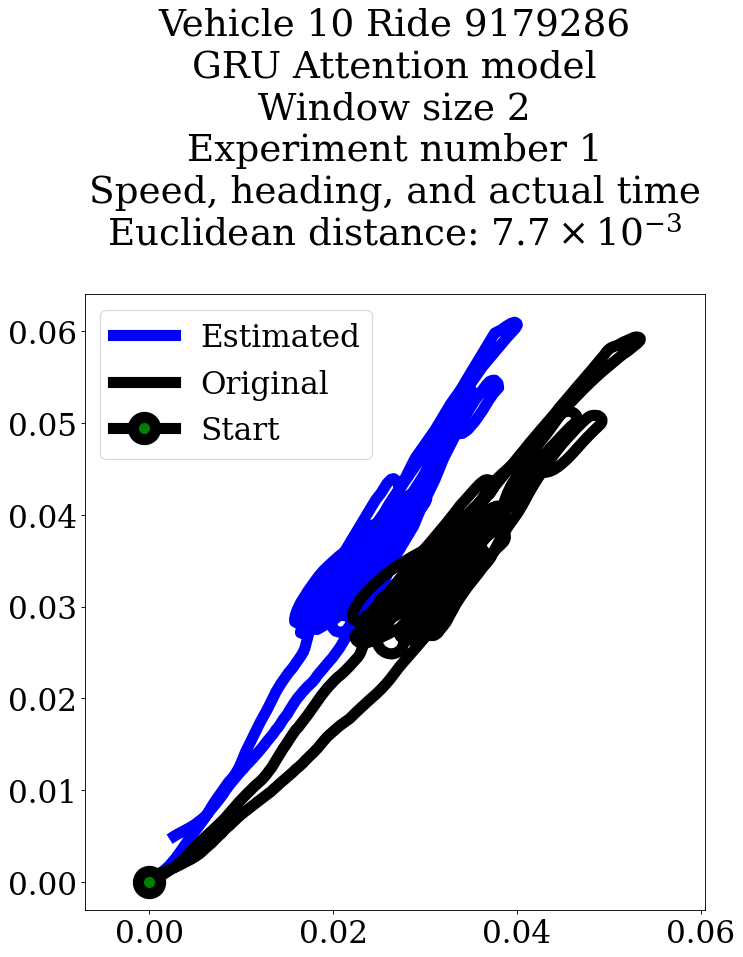 Vehicle 10 Ride 9179286
GRU Attention model
Window size 2
Experiment number 1
Speed, heading, and actual time
Euclidean distance: 7.7 × 10⁻³
Estimated
Original
Start
0.06
0.05
0.04
0.03
0.02
0.01
0.00
0.00 0.02 0.04 0.06